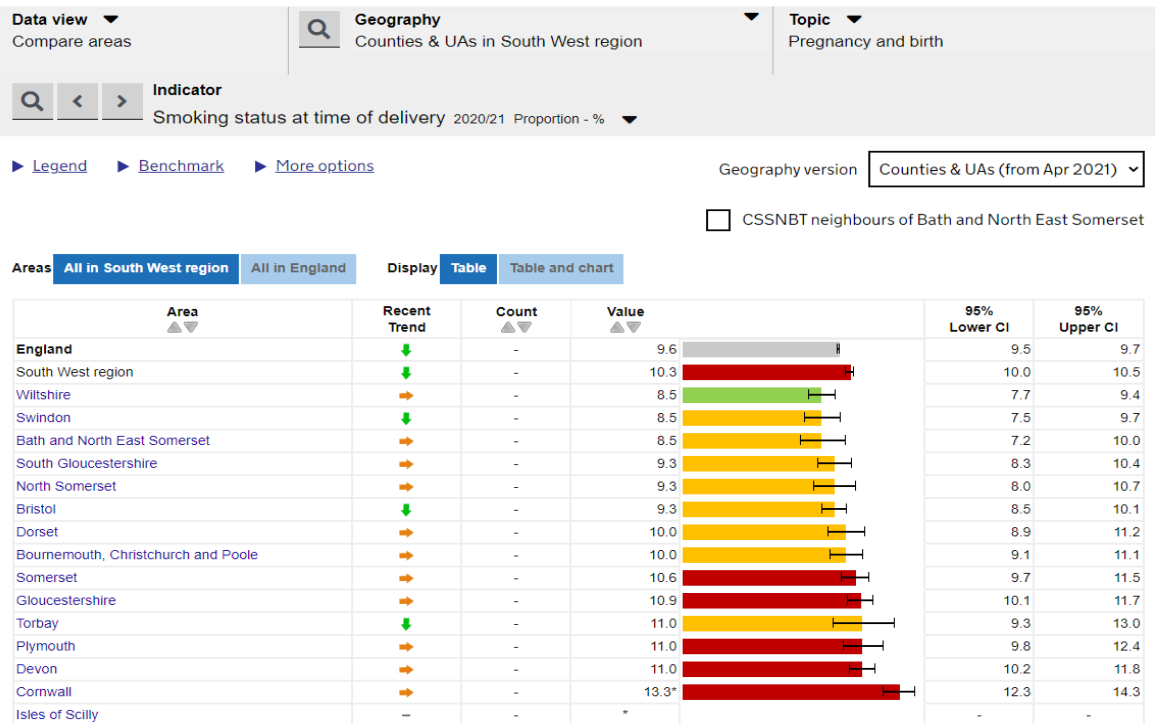 Data view Geography Topic
Compare areas Counties & UAs in South West region Pregnancy and birth
Indicator
Smoking status at time of delivery 2020/21 Proportion - %
Legend Benchmark More options Geography version Counties & UAs (from Apr 2021)
CSSNBT neighbours of Bath and North East Somerset
Areas All in South West region All in England Display Table Table and chart
Area Recent Trend Count Value 95% Lower CI 95% Upper CI
England - 9.6 9.5 9.7
South West region - 10.3 10.0 10.5
Wiltshire - 8.5 7.7 9.4
Swindon - 8.5 7.5 9.7
Bath and North East Somerset - 8.5 7.2 10.0
South Gloucestershire - 9.3 8.3 10.4
North Somerset - 9.3 8.0 10.7
Bristol - 9.3 8.5 10.1
Dorset - 10.0 8.9 11.2
Bournemouth, Christchurch and Poole - 10.0 9.1 11.1
Somerset - 10.6 9.7 11.5
Gloucestershire - 10.9 10.1 11.7
Torbay - 11.0 9.3 13.0
Plymouth - 11.0 9.8 12.4
Devon - 11.0 10.2 11.8
Cornwall - 13.3* 12.3 14.3
Isles of Scilly – - * - -